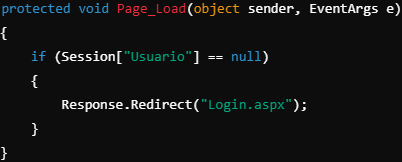 protected void Page_Load(object sender, EventArgs e)
{
    if (Session["Usuario"] == null)
    {
        Response.Redirect("Login.aspx");
    }
}